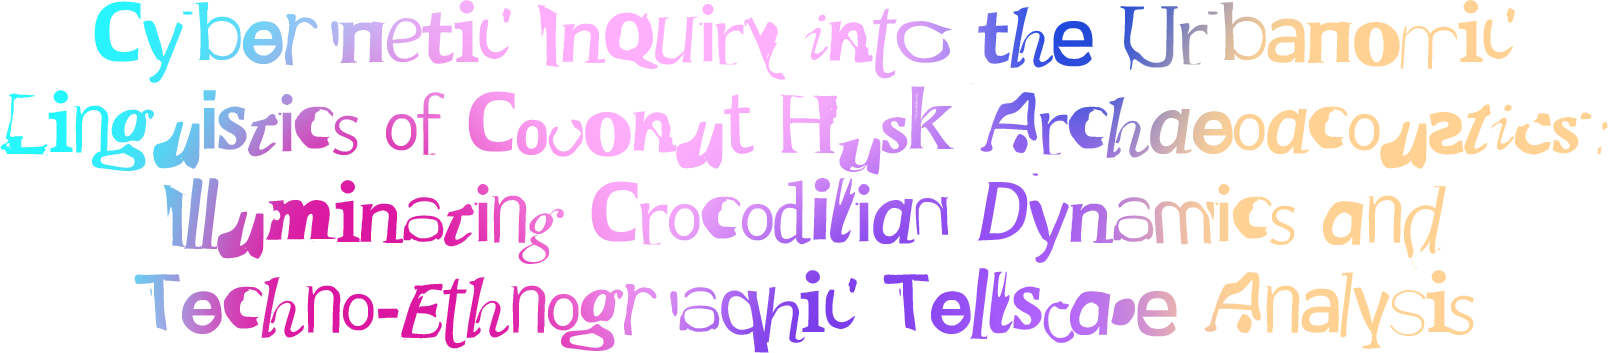 Cybernetic Inquiry into the Urbanomic
Linguistics of Coconut Husk Archaeoacoustics:
Illuminating Crocodilian Dynamics and
Techno-Ethnographic Tellscape Analysis